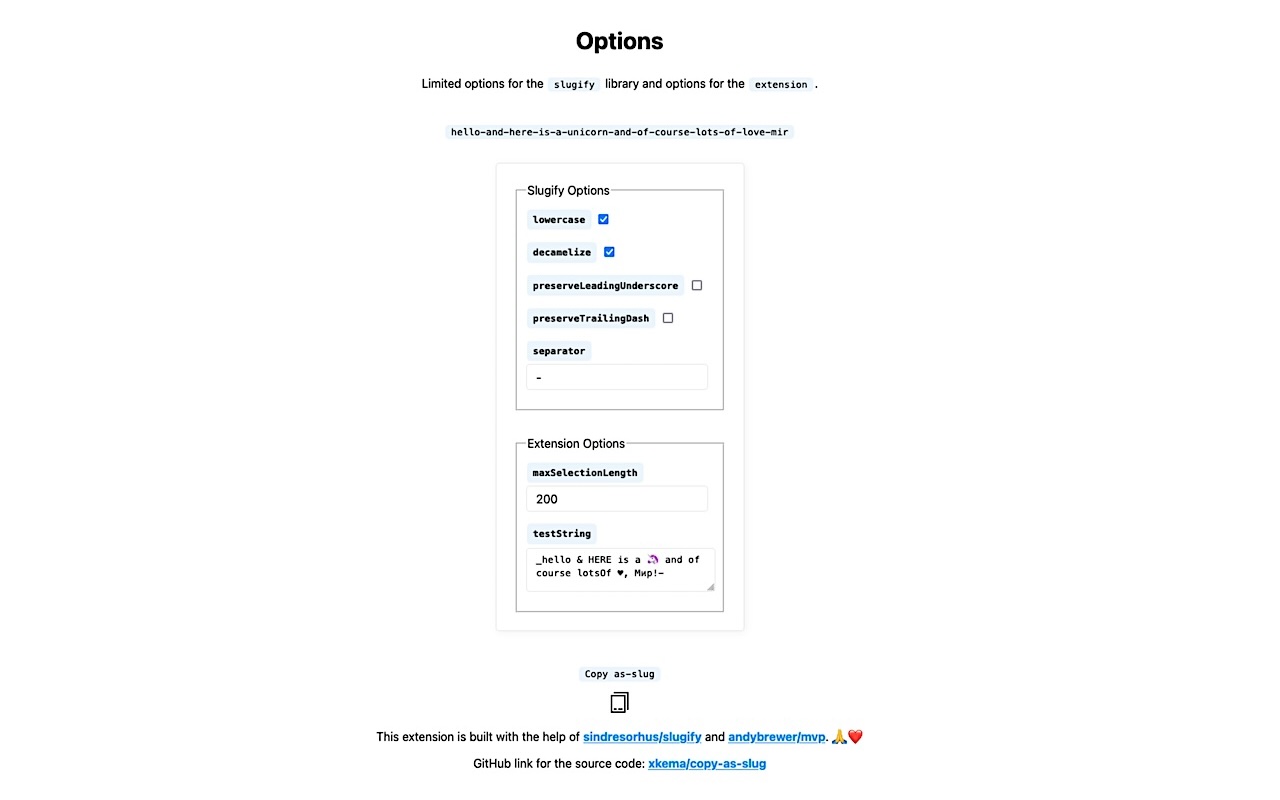 Options
Limited options for the slugify library and options for the extension .
hello-and-here-is-a-unicorn-and-of-course-lots-of-love-mir
Slugify Options
lowercase
decamelize
preserveLeadingUnderscore
preserveTrailingDash
separator
-
Extension Options
maxSelectionLength
200
testString
_hello & HERE is a 🦄 and of
course lotsOf ♥, Мир!-
Copy as-slug
This extension is built with the help of sindresorhus/slugify and andybrewer/mvp. 🙏❤️
GitHub link for the source code: xkema/copy-as-slug